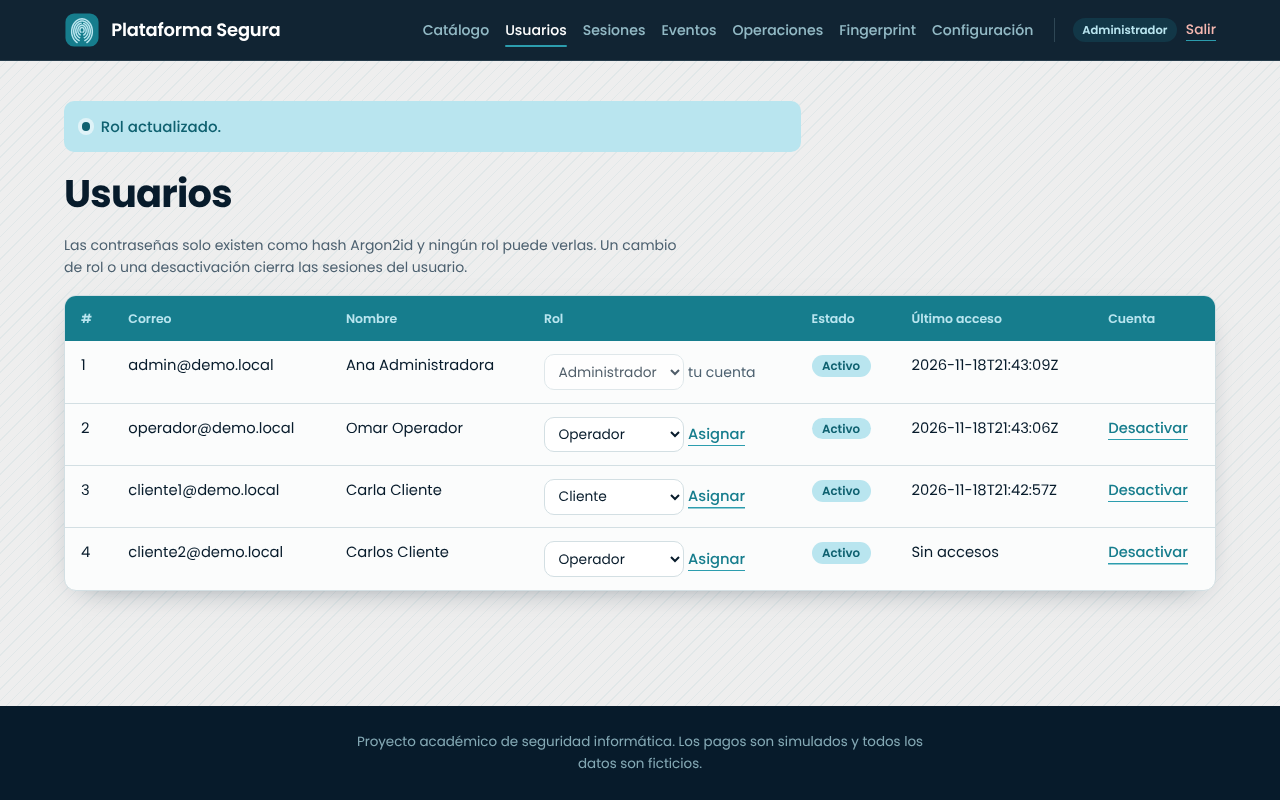 Plataforma Segura
Catálogo Usuarios Sesiones Eventos Operaciones Fingerprint Configuración Administrador Salir
Rol actualizado.
Usuarios
Las contraseñas solo existen como hash Argon2id y ningún rol puede verlas. Un cambio
de rol o una desactivación cierra las sesiones del usuario.
# Correo Nombre Rol Estado Último acceso Cuenta
1 admin@demo.local Ana Administradora Administrador tu cuenta Activo 2026-11-18T21:43:09Z
2 operador@demo.local Omar Operador Operador Asignar Activo 2026-11-18T21:43:06Z Desactivar
3 cliente1@demo.local Carla Cliente Cliente Asignar Activo 2026-11-18T21:42:57Z Desactivar
4 cliente2@demo.local Carlos Cliente Operador Asignar Activo Sin accesos Desactivar
Proyecto académico de seguridad informática. Los pagos son simulados y todos los
datos son ficticios.